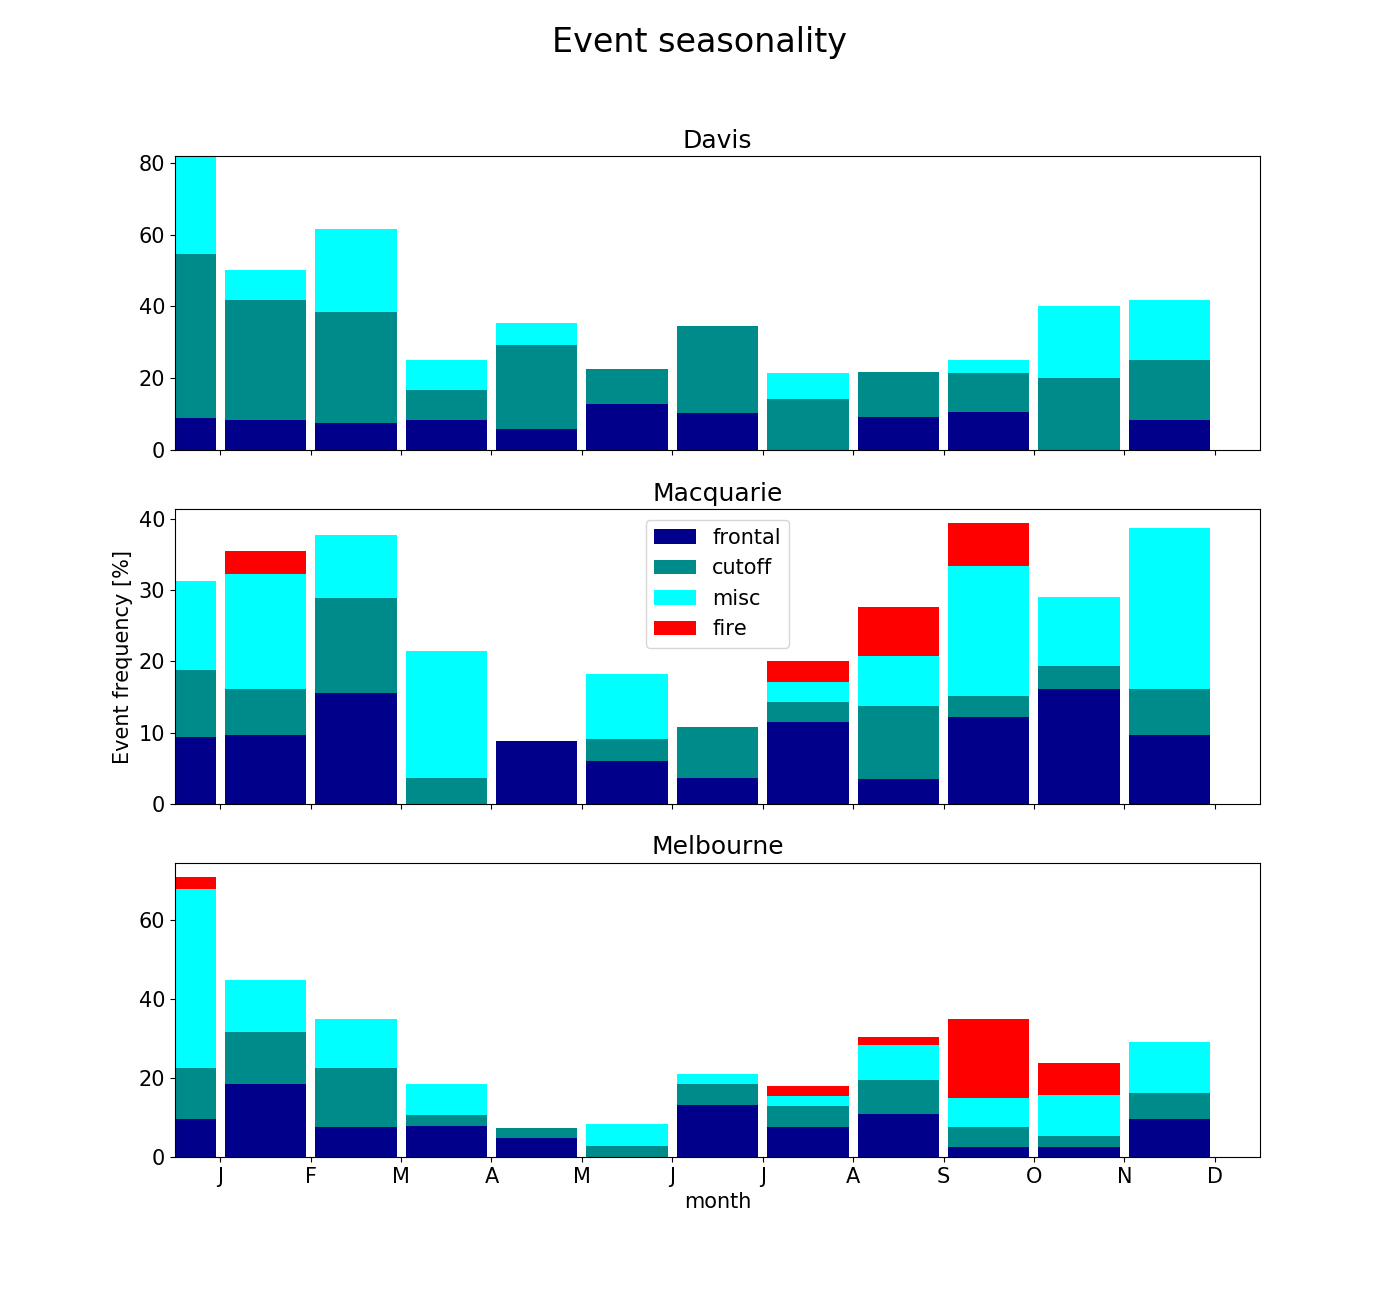 Event seasonality
Davis
80
60
40
20
0
Macquarie
Event frequency [%]
40
30
20
10
0
frontal
cutoff
misc
fire
Melbourne
60
40
20
0
J F M A M J J A S O N D
month